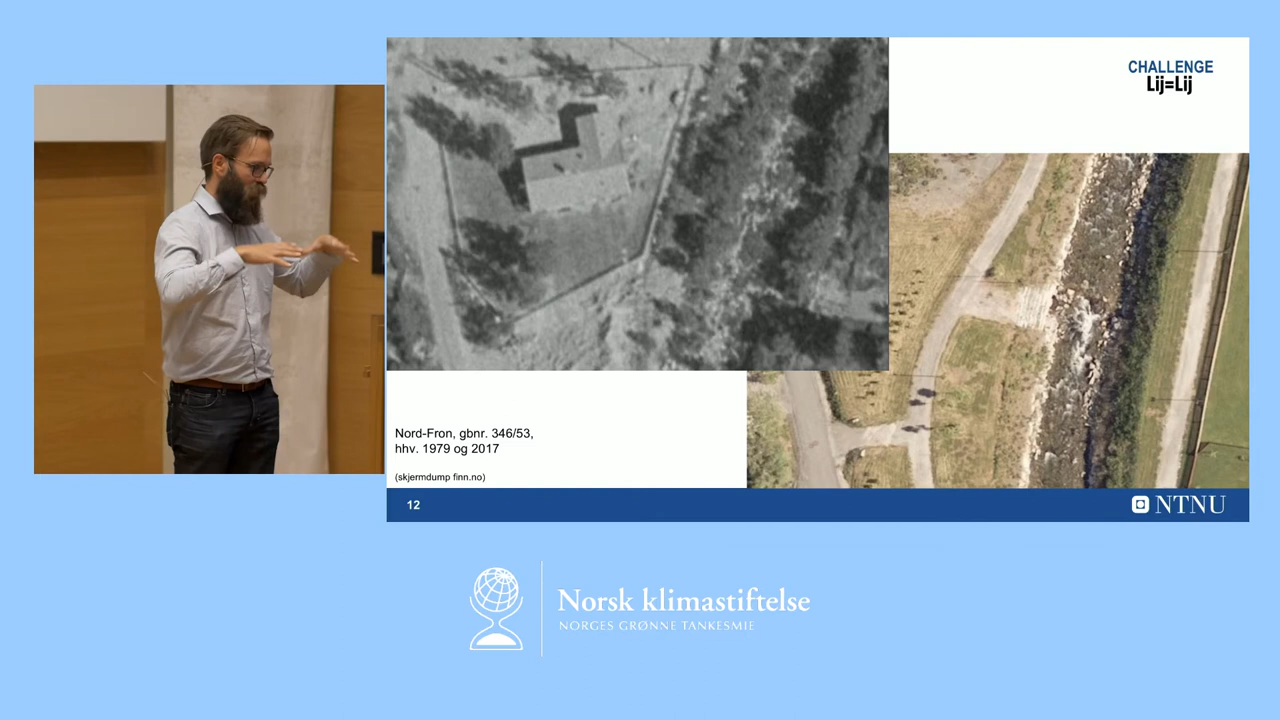 CHALLENGE
Lij=Lij
Nord-Fron, gbnr. 346/53,
hhv. 1979 og 2017
(skjermdump finn.no)
12
NTNU
Norsk klimastiftelse
NORGES GRØNNE TANKESMIE